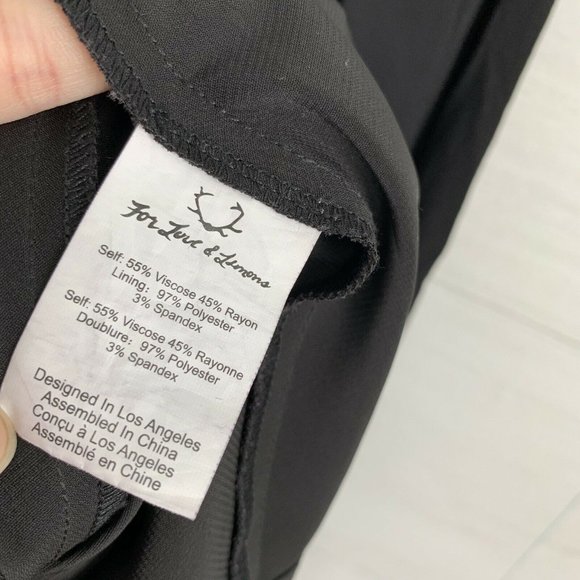 For Love & Lemons
Self: 55% Viscose 45% Rayon
Lining: 97% Polyester
3% Spandex
Self: 55% Viscose 45% Rayonne
Doublure: 97% Polyester
3% Spandex
Designed In Los Angeles
Assembled In China
Conçu à Los Angeles
Assemblé en Chine